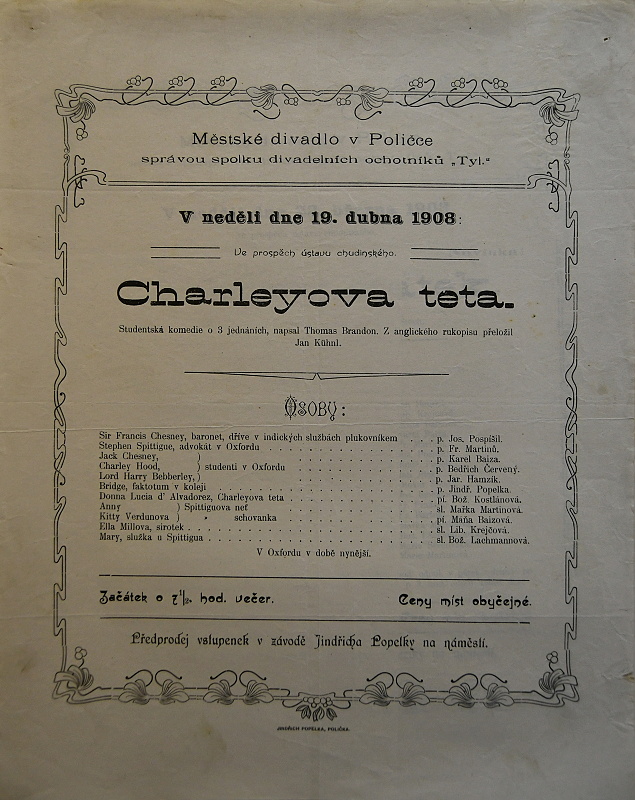 Městské divadlo v Poličce
správou spolku divadelních ochotníků „Tyl.“
V neděli dne 19. dubna 1908:
Ve prospěch ústavu chudinského.
Charleyova teta.
Studentská komedie o 3 jednáních, napsal Thomas Brandon. Z anglického rukopisu přeložil
Jan Kühnl.
Osoby:
Sir Francis Chesney, baronet, dříve v indických službách plukovníkem . . . p. Jos. Pospíšil.
Stephen Spittigue, advokát v Oxfordu . . . p. Fr. Martinů.
Jack Chesney, . . . p. Karel Baiza.
Charley Hood, } studenti v Oxfordu . . . p. Bedřich Červený.
Lord Harry Bebberley, } . . . p. Jar. Hamzík.
Bridge, faktotum v koleji . . . p. Jindř. Popelka.
Donna Lucia d' Alvadorez, Charleyova teta . . . pí. Bož. Kostlánová.
Anny } Spittiguova neť . . . sl. Mařka Martinová.
Kitty Verdunova } „ schovanka . . . pí. Máňa Baizová.
Ella Millova, sirotek . . . sl. Lib. Krejčová.
Mary, služka u Spittigua . . . sl. Bož. Lachmannová.
V Oxfordu v době nynější.
Začátek o 7½. hod. večer. Ceny míst obyčejné.
Předprodej vstupenek v závodě Jindřicha Popelky na náměstí.
JINDŘICH POPELKA, POLIČKA.